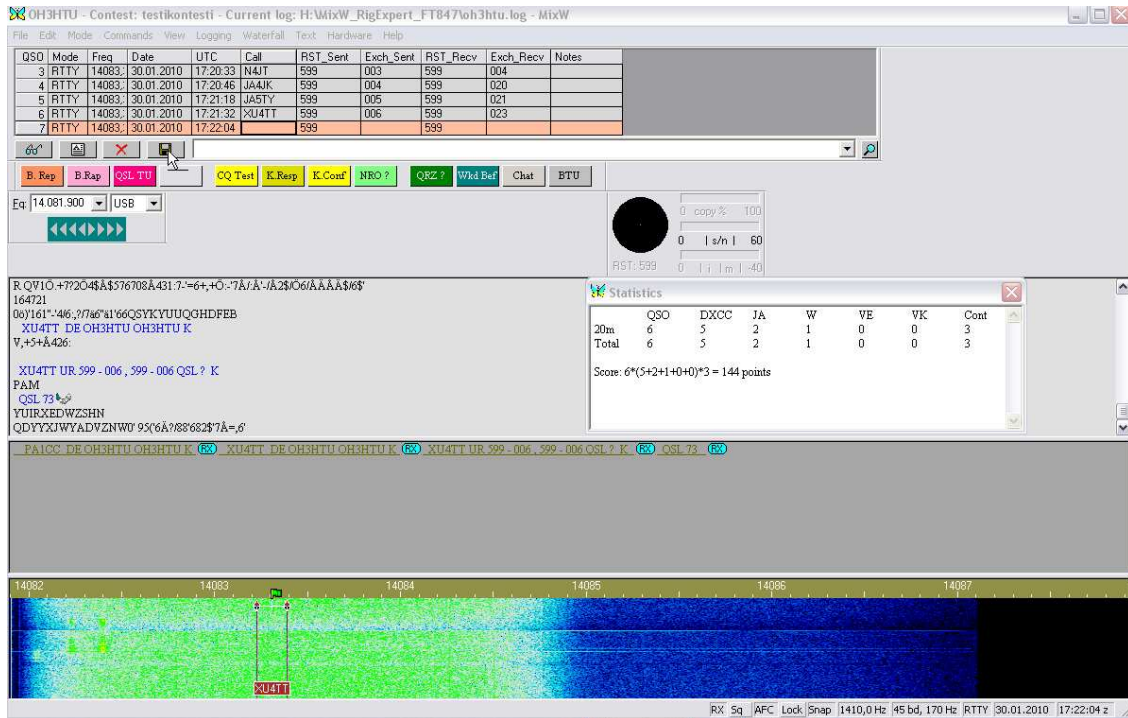 OH3HTU - Contest: testikontesti - Current log: H:\MixW_RigExpert_FT847\oh3htu.log - MixW
File Edit Mode Commands View Logging Waterfall Text Hardware Help
QSO Mode Freq Date UTC Call RST_Sent Exch_Sent RST_Recv Exch_Recv Notes
3 RTTY 14083, 30.01.2010 17:20:33 N4JT 599 003 599 004
4 RTTY 14083, 30.01.2010 17:20:46 JA4JK 599 004 599 020
5 RTTY 14083, 30.01.2010 17:21:18 JA5TY 599 005 599 021
6 RTTY 14083, 30.01.2010 17:21:32 XU4TT 599 006 599 023
7 RTTY 14083, 30.01.2010 17:22:04 599 599
B. Rep B.Rap QSL TU CQ Test K.Resp K.Conf NRO ? QRZ ? Wkd Bef Chat BTU
Fq: 14.081.900 USB
0 copy % 100
0 | s/n | 60
RST: 599 0 | i | m | -40
164721
XU4TT DE OH3HTU OH3HTU K
V,+5+Å426:
XU4TT UR 599 - 006 , 599 - 006 QSL ? K
PAM
QSL 73
YUIRXEDWZSHN
Statistics
QSO DXCC JA W VE VK Cont
20m 6 5 2 1 0 0 3
Total 6 5 2 1 0 0 3
Score: 6*(5+2+1+0+0)*3 = 144 points
PA1CC DE OH3HTU OH3HTU K (RX) XU4TT DE OH3HTU OH3HTU K (RX) XU4TT UR 599 - 006 , 599 - 006 QSL ? K (RX) QSL 73 (RX)
14082 14083 14084 14085 14086 14087
XU4TT
RX Sq AFC Lock Snap 1410,0 Hz 45 bd, 170 Hz RTTY 30.01.2010 17:22:04 z